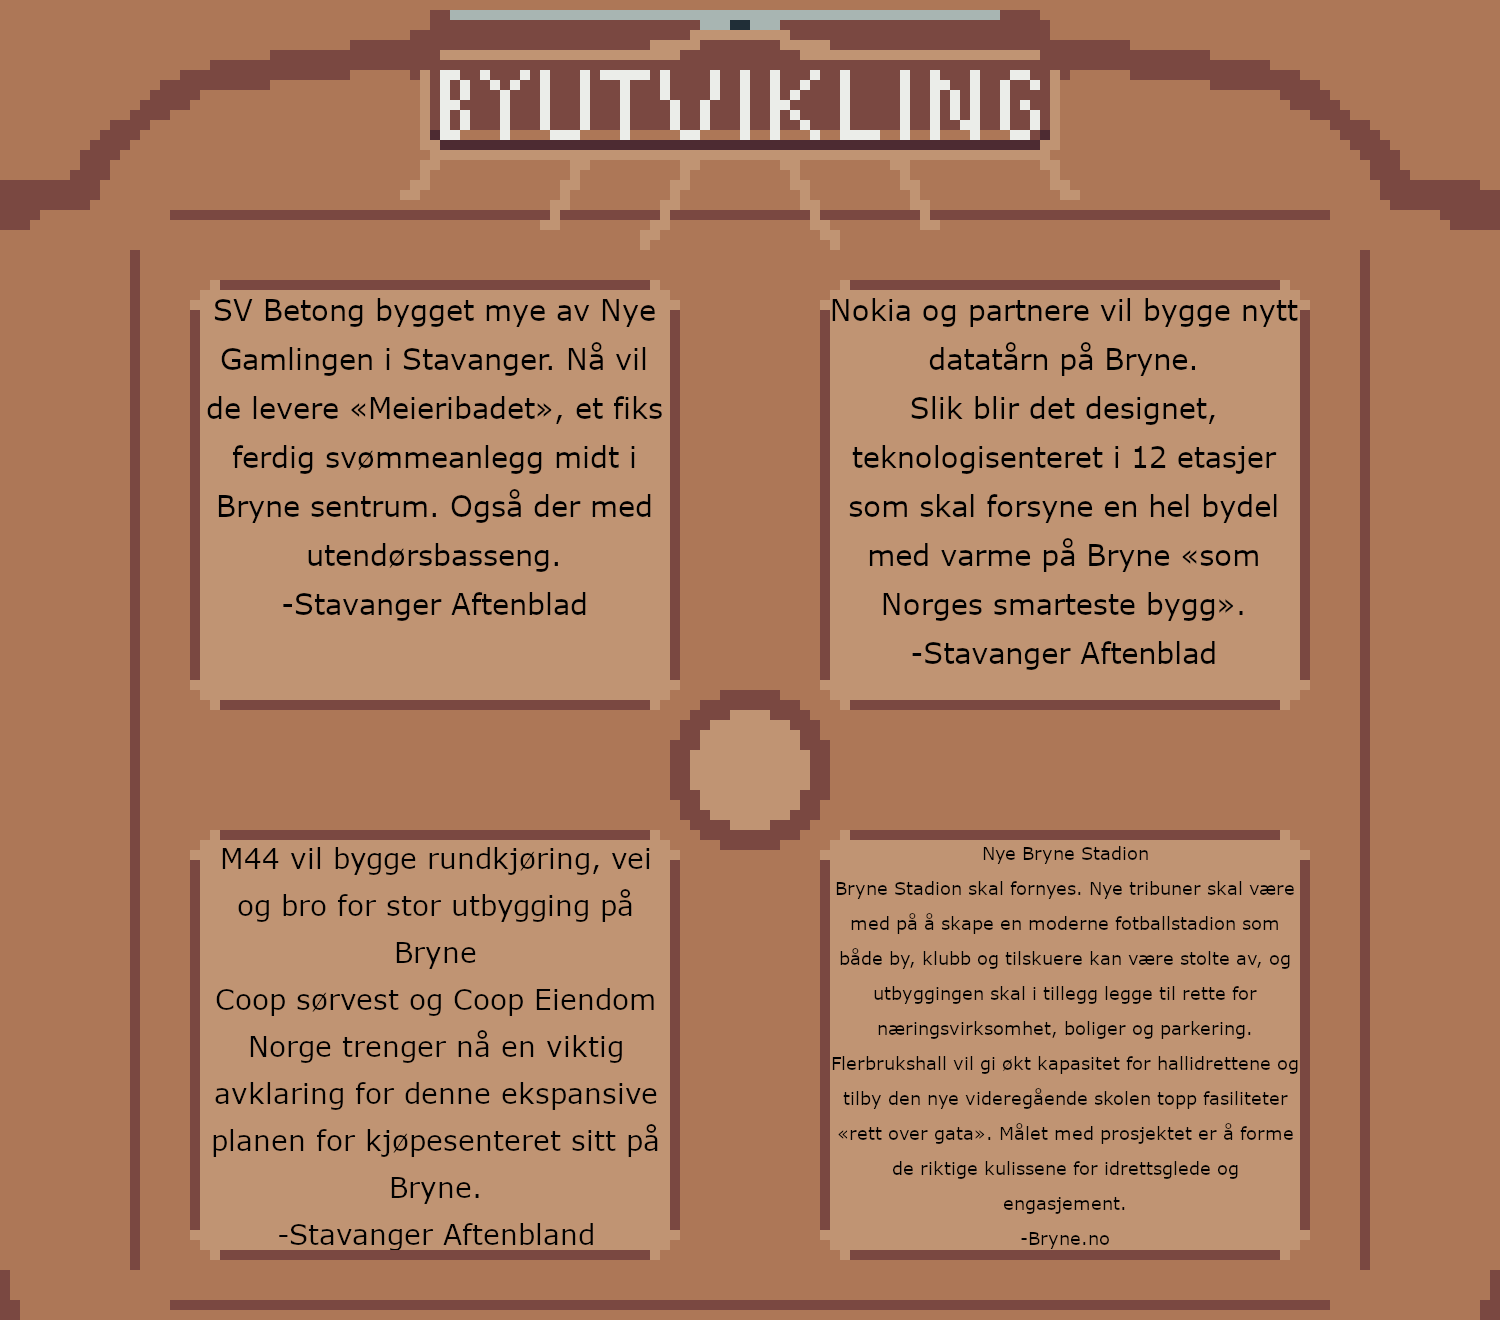 BYUTVIKLING
SV Betong bygget mye av Nye
Gamlingen i Stavanger. Nå vil
de levere «Meieribadet», et fiks
ferdig svømmeanlegg midt i
Bryne sentrum. Også der med
utendørsbasseng.
-Stavanger Aftenblad
Nokia og partnere vil bygge nytt
datatårn på Bryne.
Slik blir det designet,
teknologisenteret i 12 etasjer
som skal forsyne en hel bydel
med varme på Bryne «som
Norges smarteste bygg».
-Stavanger Aftenblad
M44 vil bygge rundkjøring, vei
og bro for stor utbygging på
Bryne
Coop sørvest og Coop Eiendom
Norge trenger nå en viktig
avklaring for denne ekspansive
planen for kjøpesenteret sitt på
Bryne.
-Stavanger Aftenbland
Nye Bryne Stadion
Bryne Stadion skal fornyes. Nye tribuner skal være
med på å skape en moderne fotballstadion som
både by, klubb og tilskuere kan være stolte av, og
utbyggingen skal i tillegg legge til rette for
næringsvirksomhet, boliger og parkering.
Flerbrukshall vil gi økt kapasitet for hallidrettene og
tilby den nye videregående skolen topp fasiliteter
«rett over gata». Målet med prosjektet er å forme
de riktige kulissene for idrettsglede og
engasjement.
-Bryne.no